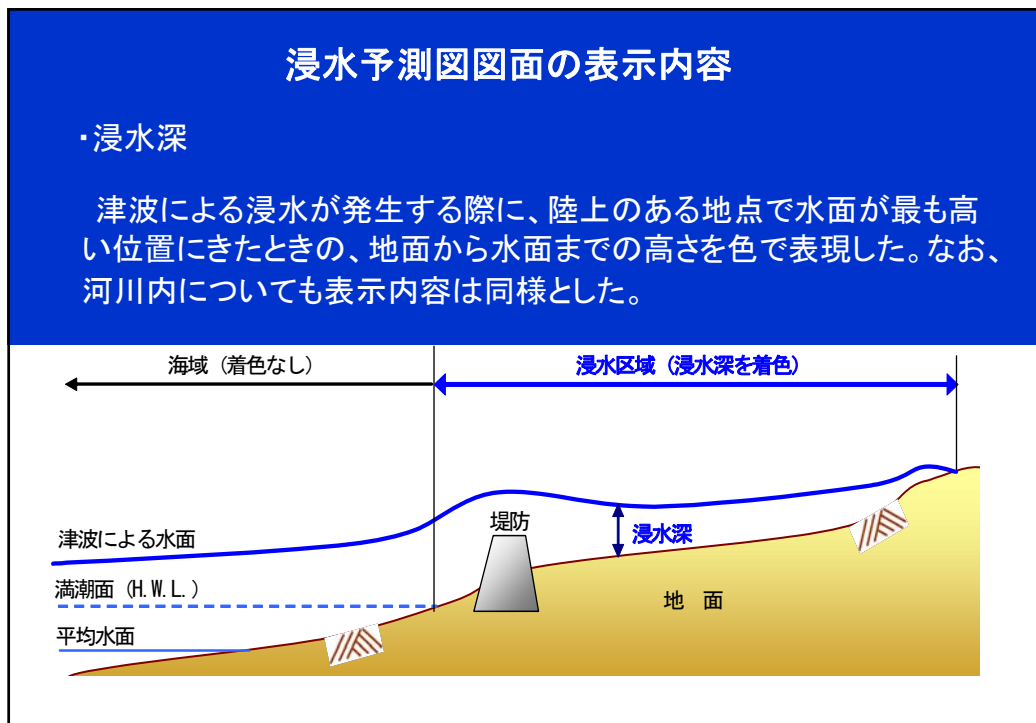 浸水予測図図面の表示内容
・浸水深
津波による浸水が発生する際に、陸上のある地点で水面が最も高
い位置にきたときの、地面から水面までの高さを色で表現した。なお、
河川内についても表示内容は同様とした。
海域（着色なし）
浸水区域（浸水深を着色）
堤防
浸水深
津波による水面
満潮面（H.W.L.）
地　面
平均水面